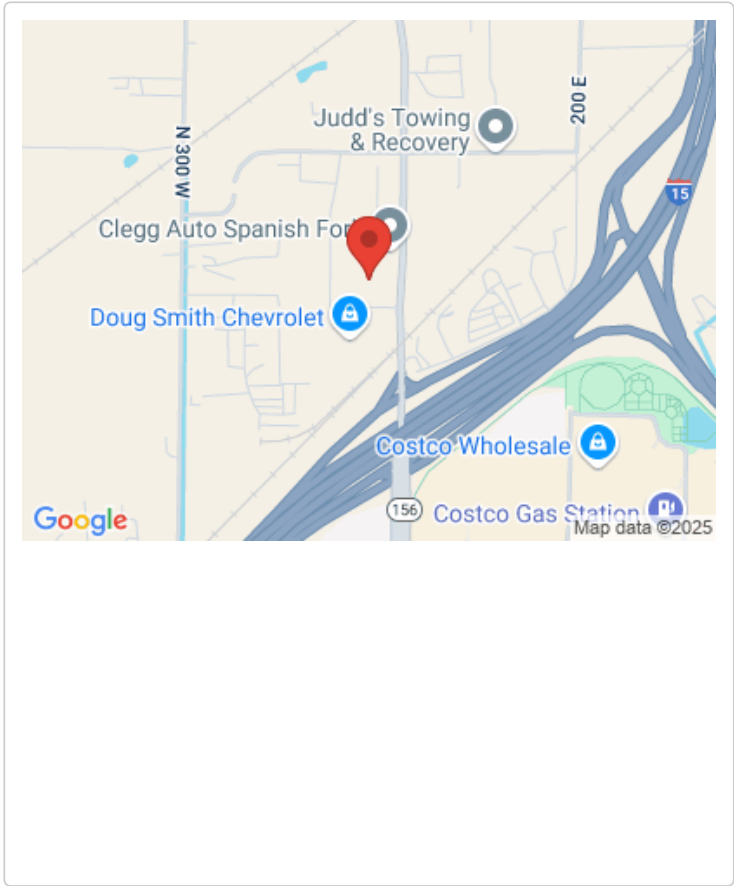 Judd's Towing
& Recovery
200 E
N 300 W
15
Clegg Auto Spanish For
Doug Smith Chevrolet
Costco Wholesale
156
Costco Gas Station
Google
Map data ©2025